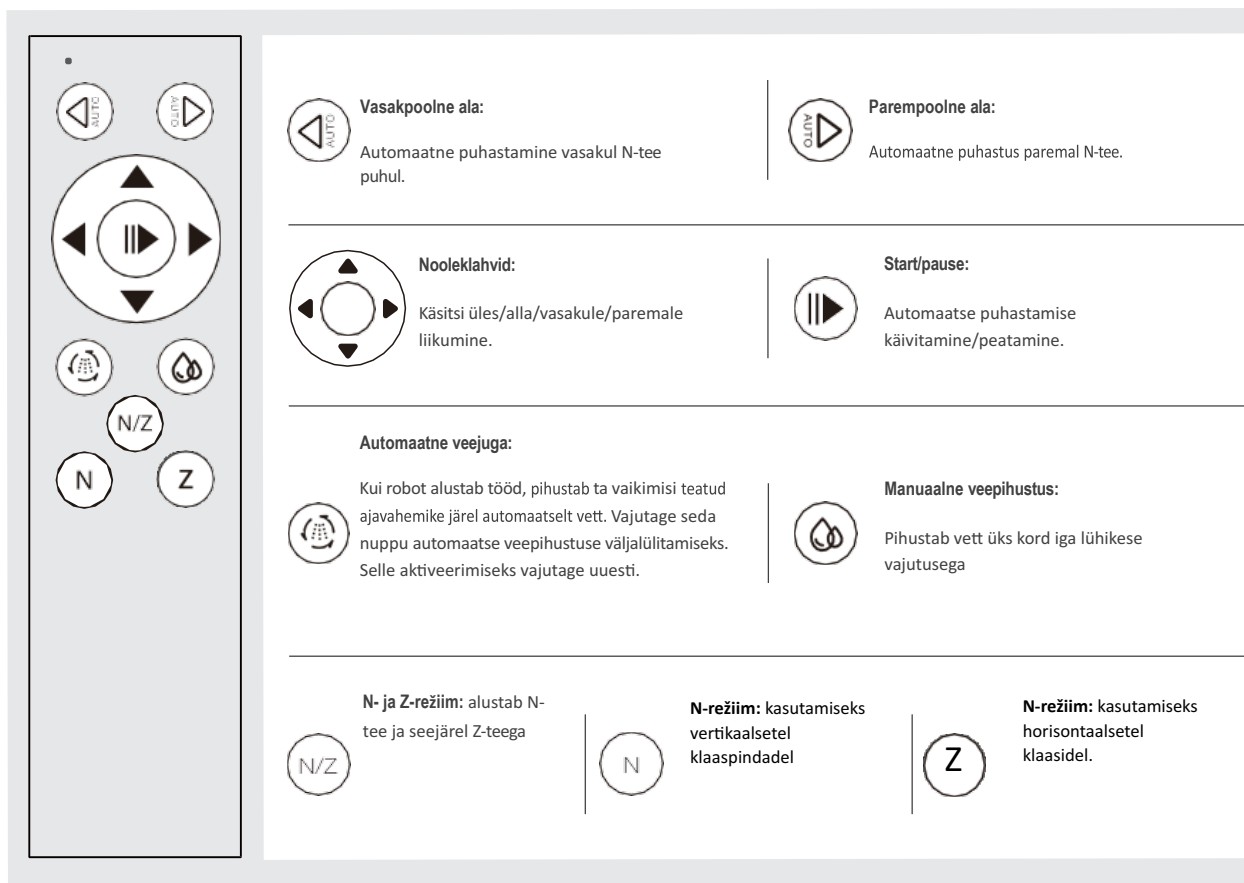 AUTO
AUTO
N/Z
N
Z
AUTO
Vasakpoolne ala:
Automaatne puhastamine vasakul N-tee
puhul.
AUTO
Parempoolne ala:
Automaatne puhastus paremal N-tee.
Nooleklahvid:
Käsitsi üles/alla/vasakule/paremale
liikumine.
Start/pause:
Automaatse puhastamise
käivitamine/peatamine.
Automaatne veejuga:
Kui robot alustab tööd, pihustab ta vaikimisi teatud
ajavahemike järel automaatselt vett. Vajutage seda
nuppu automaatse veepihustuse väljalülitamiseks.
Selle aktiveerimiseks vajutage uuesti.
Manuaalne veepihustus:
Pihustab vett üks kord iga lühikese
vajutusega
N/Z
N- ja Z-režiim: alustab N-
tee ja seejärel Z-teega
N
N-režiim: kasutamiseks
vertikaalsetel
klaaspindadel
Z
N-režiim: kasutamiseks
horisontaalsetel
klaasidel.